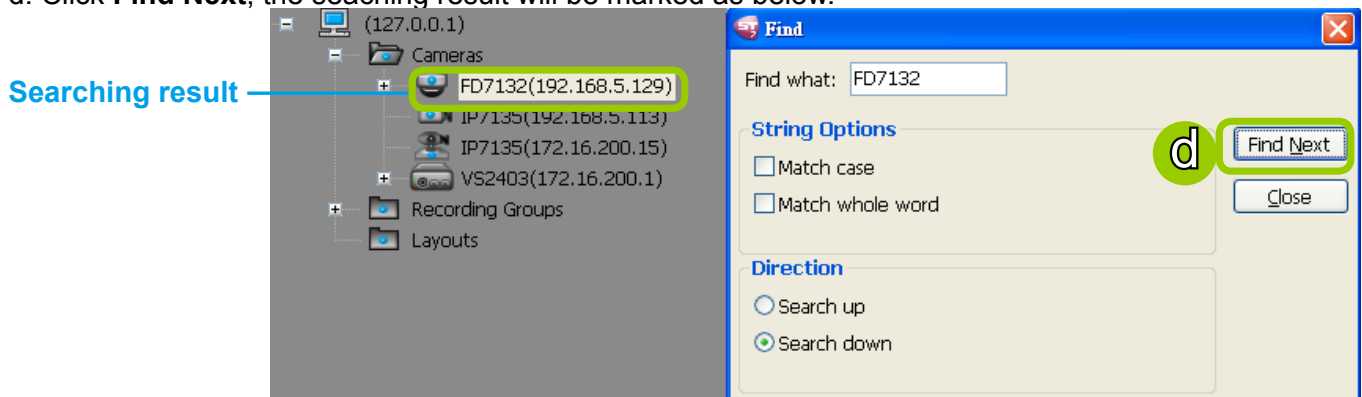 d. Click Find Next, the seaching result will be marked as below.
(127.0.0.1)
Cameras
Searching result
FD7132(192.168.5.129)
IP7135(192.168.5.113)
IP7135(172.16.200.15)
VS2403(172.16.200.1)
Recording Groups
Layouts
ST Find
Find what: FD7132
String Options
Match case
Match whole word
d
Find Next
Close
Direction
Search up
Search down